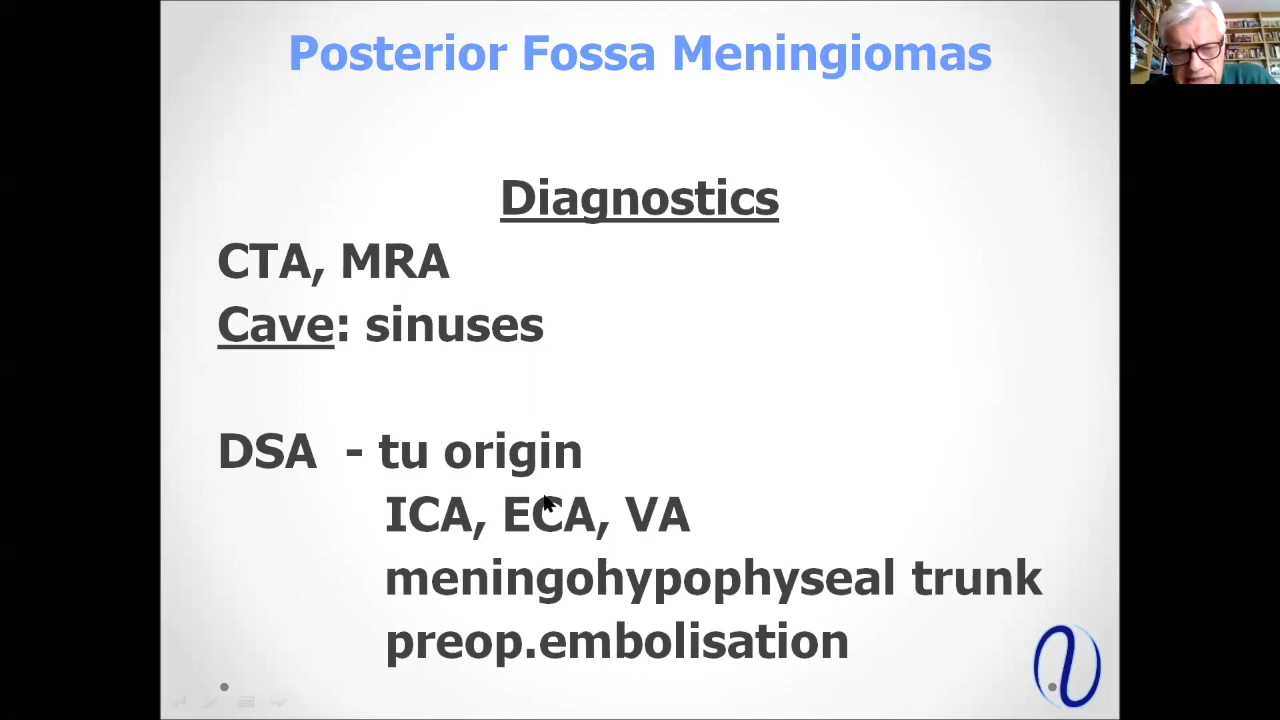 Posterior Fossa Meningiomas
Diagnostics
CTA, MRA
Cave: sinuses
DSA - tu origin
ICA, ECA, VA
meningohypophyseal trunk
preop.embolisation